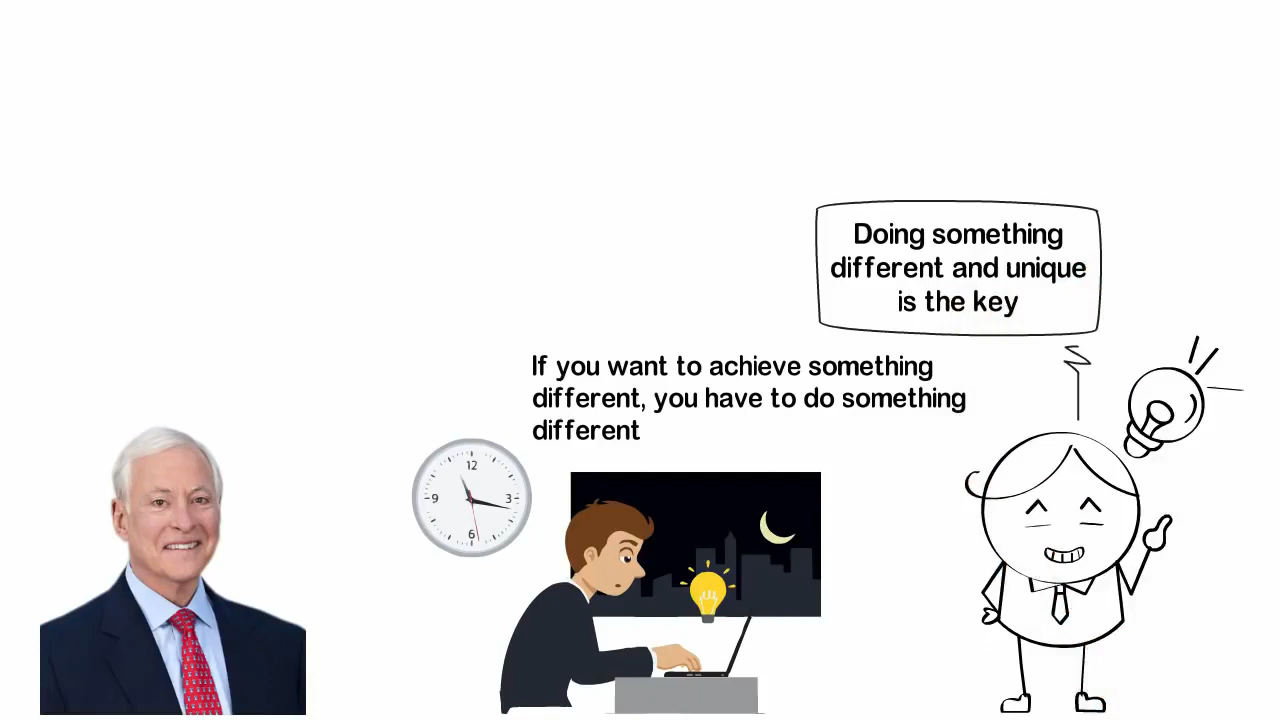 Doing something
different and unique
is the key
If you want to achieve something
different, you have to do something
different
12
9
3
6